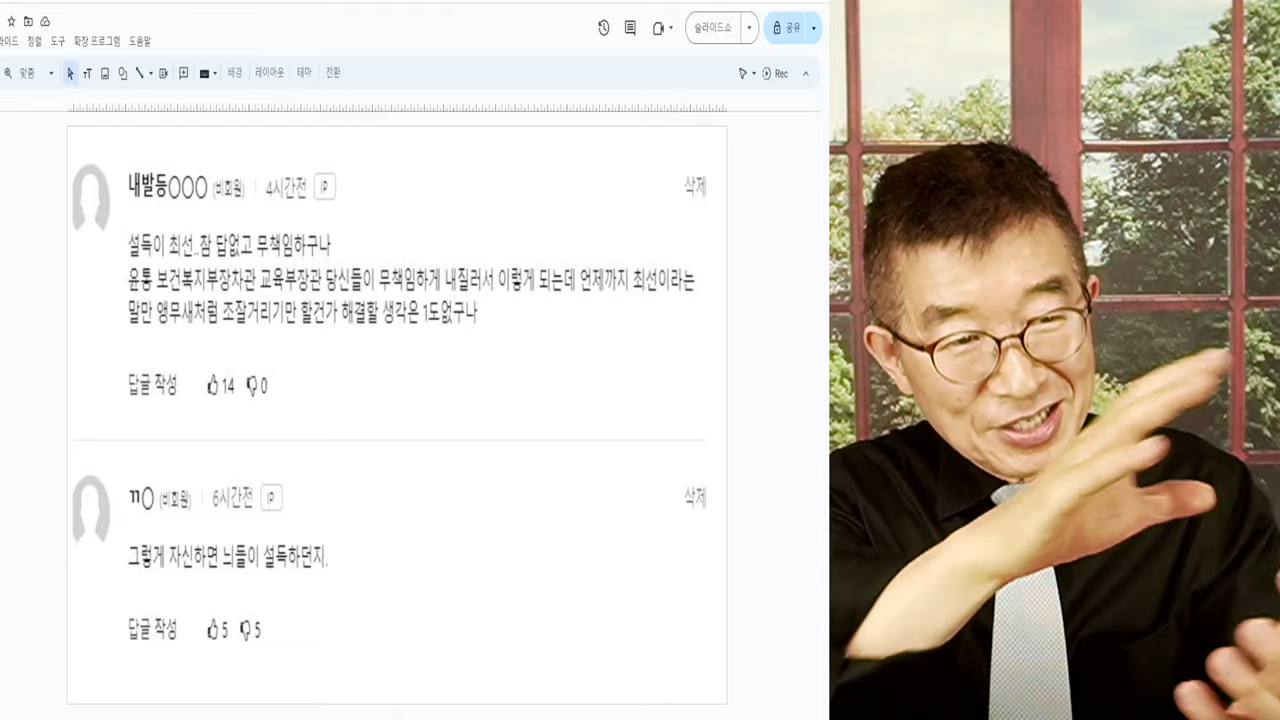 라이드 정렬 도구 확장 프로그램 도움말
슬라이드쇼
공유
맞춤
배경 레이아웃 테마 전환
Rec
내발등○○○ (비회원) 4시간전 IP
삭제
설득이 최선..참 답없고 무책임하구나
윤통 보건복지부장차관 교육부장관 당신들이 무책임하게 내질러서 이렇게 되는데 언제까지 최선이라는
말만 앵무새처럼 조잘거리기만 할건가 해결할 생각은 1도없구나
답글 작성 14 0
ㄲ○ (비회원) 6시간전 IP
삭제
그렇게 자신하면 늬들이 설득하던지.
답글 작성 5 5